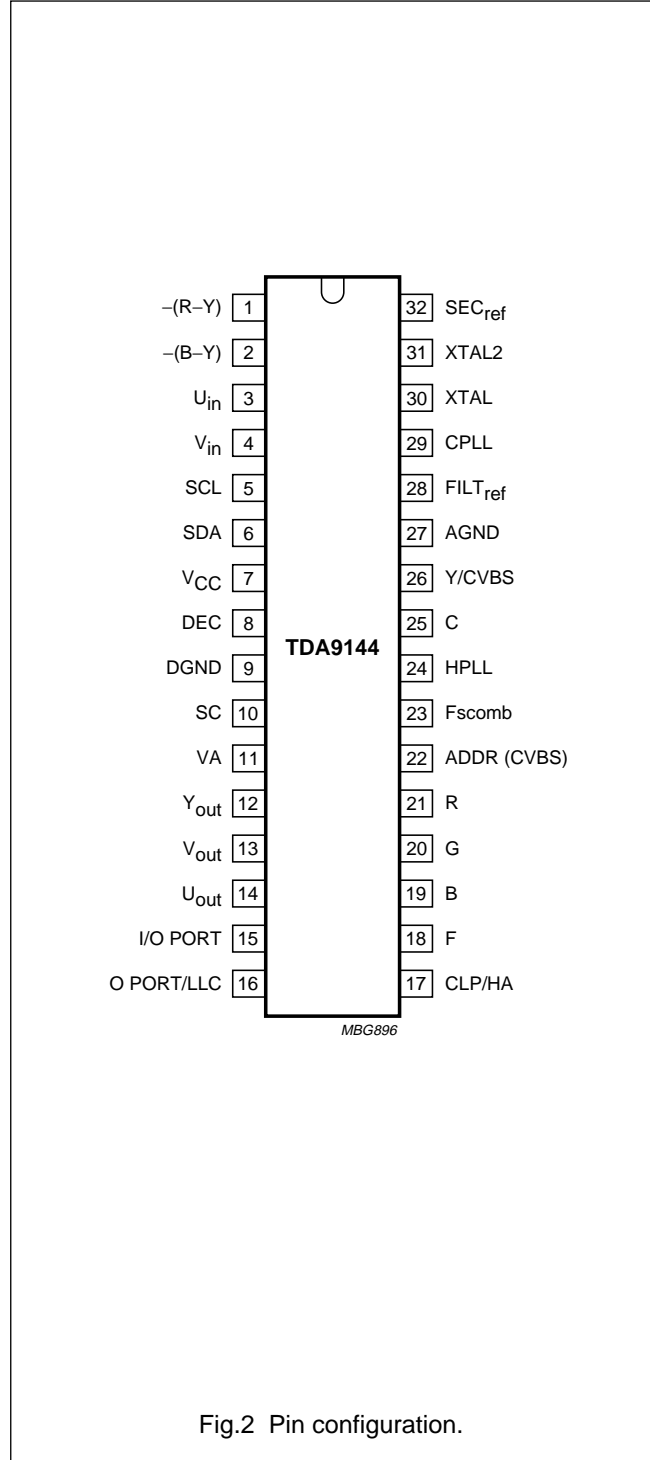 −(R−Y) 1 32 SECref
−(B−Y) 2 31 XTAL2
Uin 3 30 XTAL
Vin 4 29 CPLL
SCL 5 28 FILTref
SDA 6 27 AGND
VCC 7 26 Y/CVBS
DEC 8 25 C
TDA9144
DGND 9 24 HPLL
SC 10 23 Fscomb
VA 11 22 ADDR (CVBS)
Yout 12 21 R
Vout 13 20 G
Uout 14 19 B
I/O PORT 15 18 F
O PORT/LLC 16 17 CLP/HA
MBG896
Fig.2 Pin configuration.